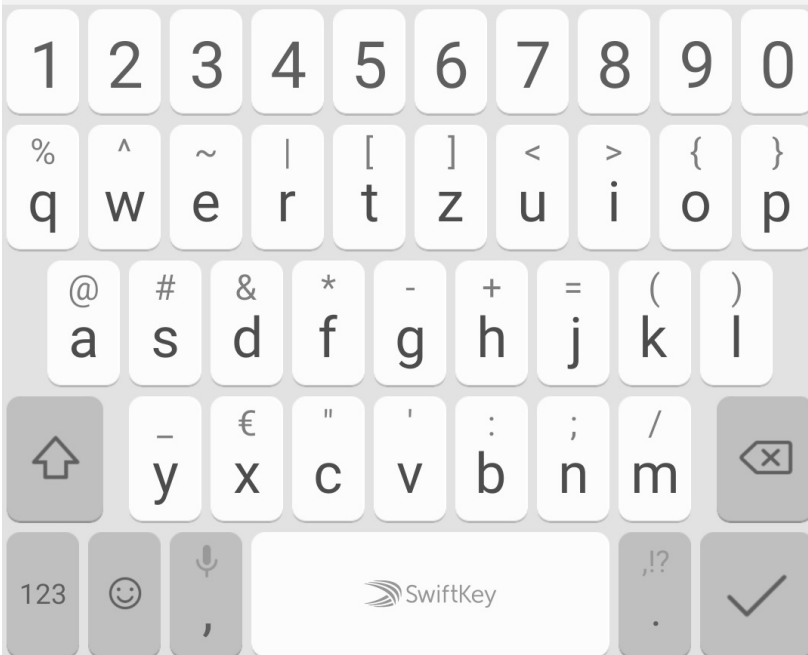 1 2 3 4 5 6 7 8 9 0
% ^ ~ | [ ] < > { }
q w e r t z u i o p
@ # & * - + = ( )
a s d f g h j k l
_ € " ' : ; /
y x c v b n m
,!?
123 , SwiftKey .